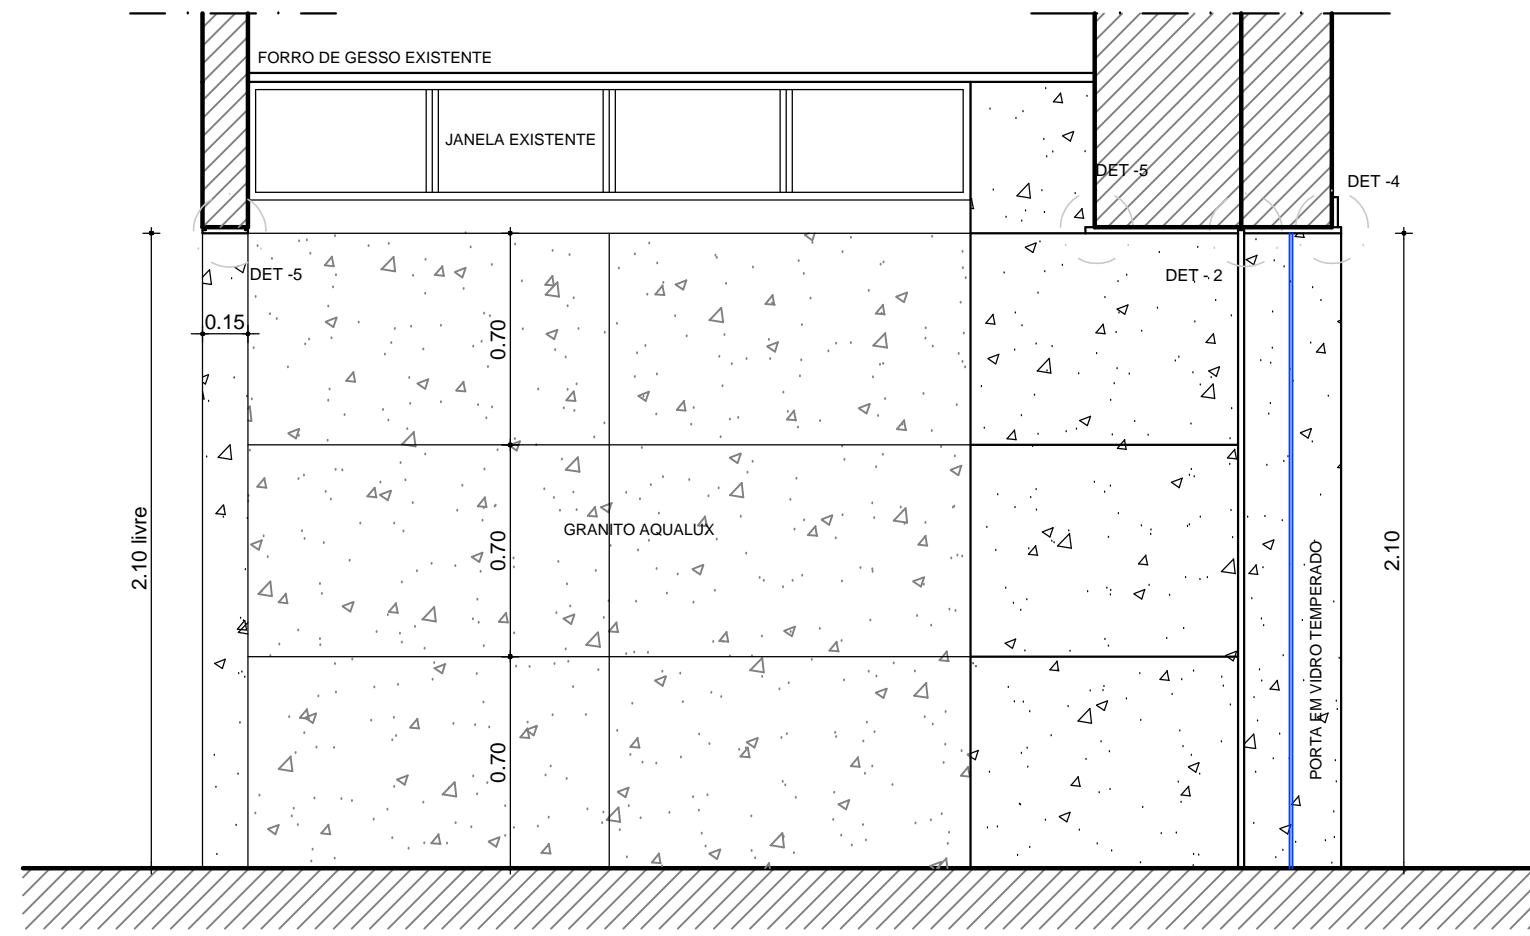 FORRO DE GESSO EXISTENTE
JANELA EXISTENTE
DET -5
DET -4
DET -5
DET - 2
0.15
0.70
2.10 livre
0.70
GRANITO AQUALUX
2.10
PORTA EM VIDRO TEMPERADO
0.70